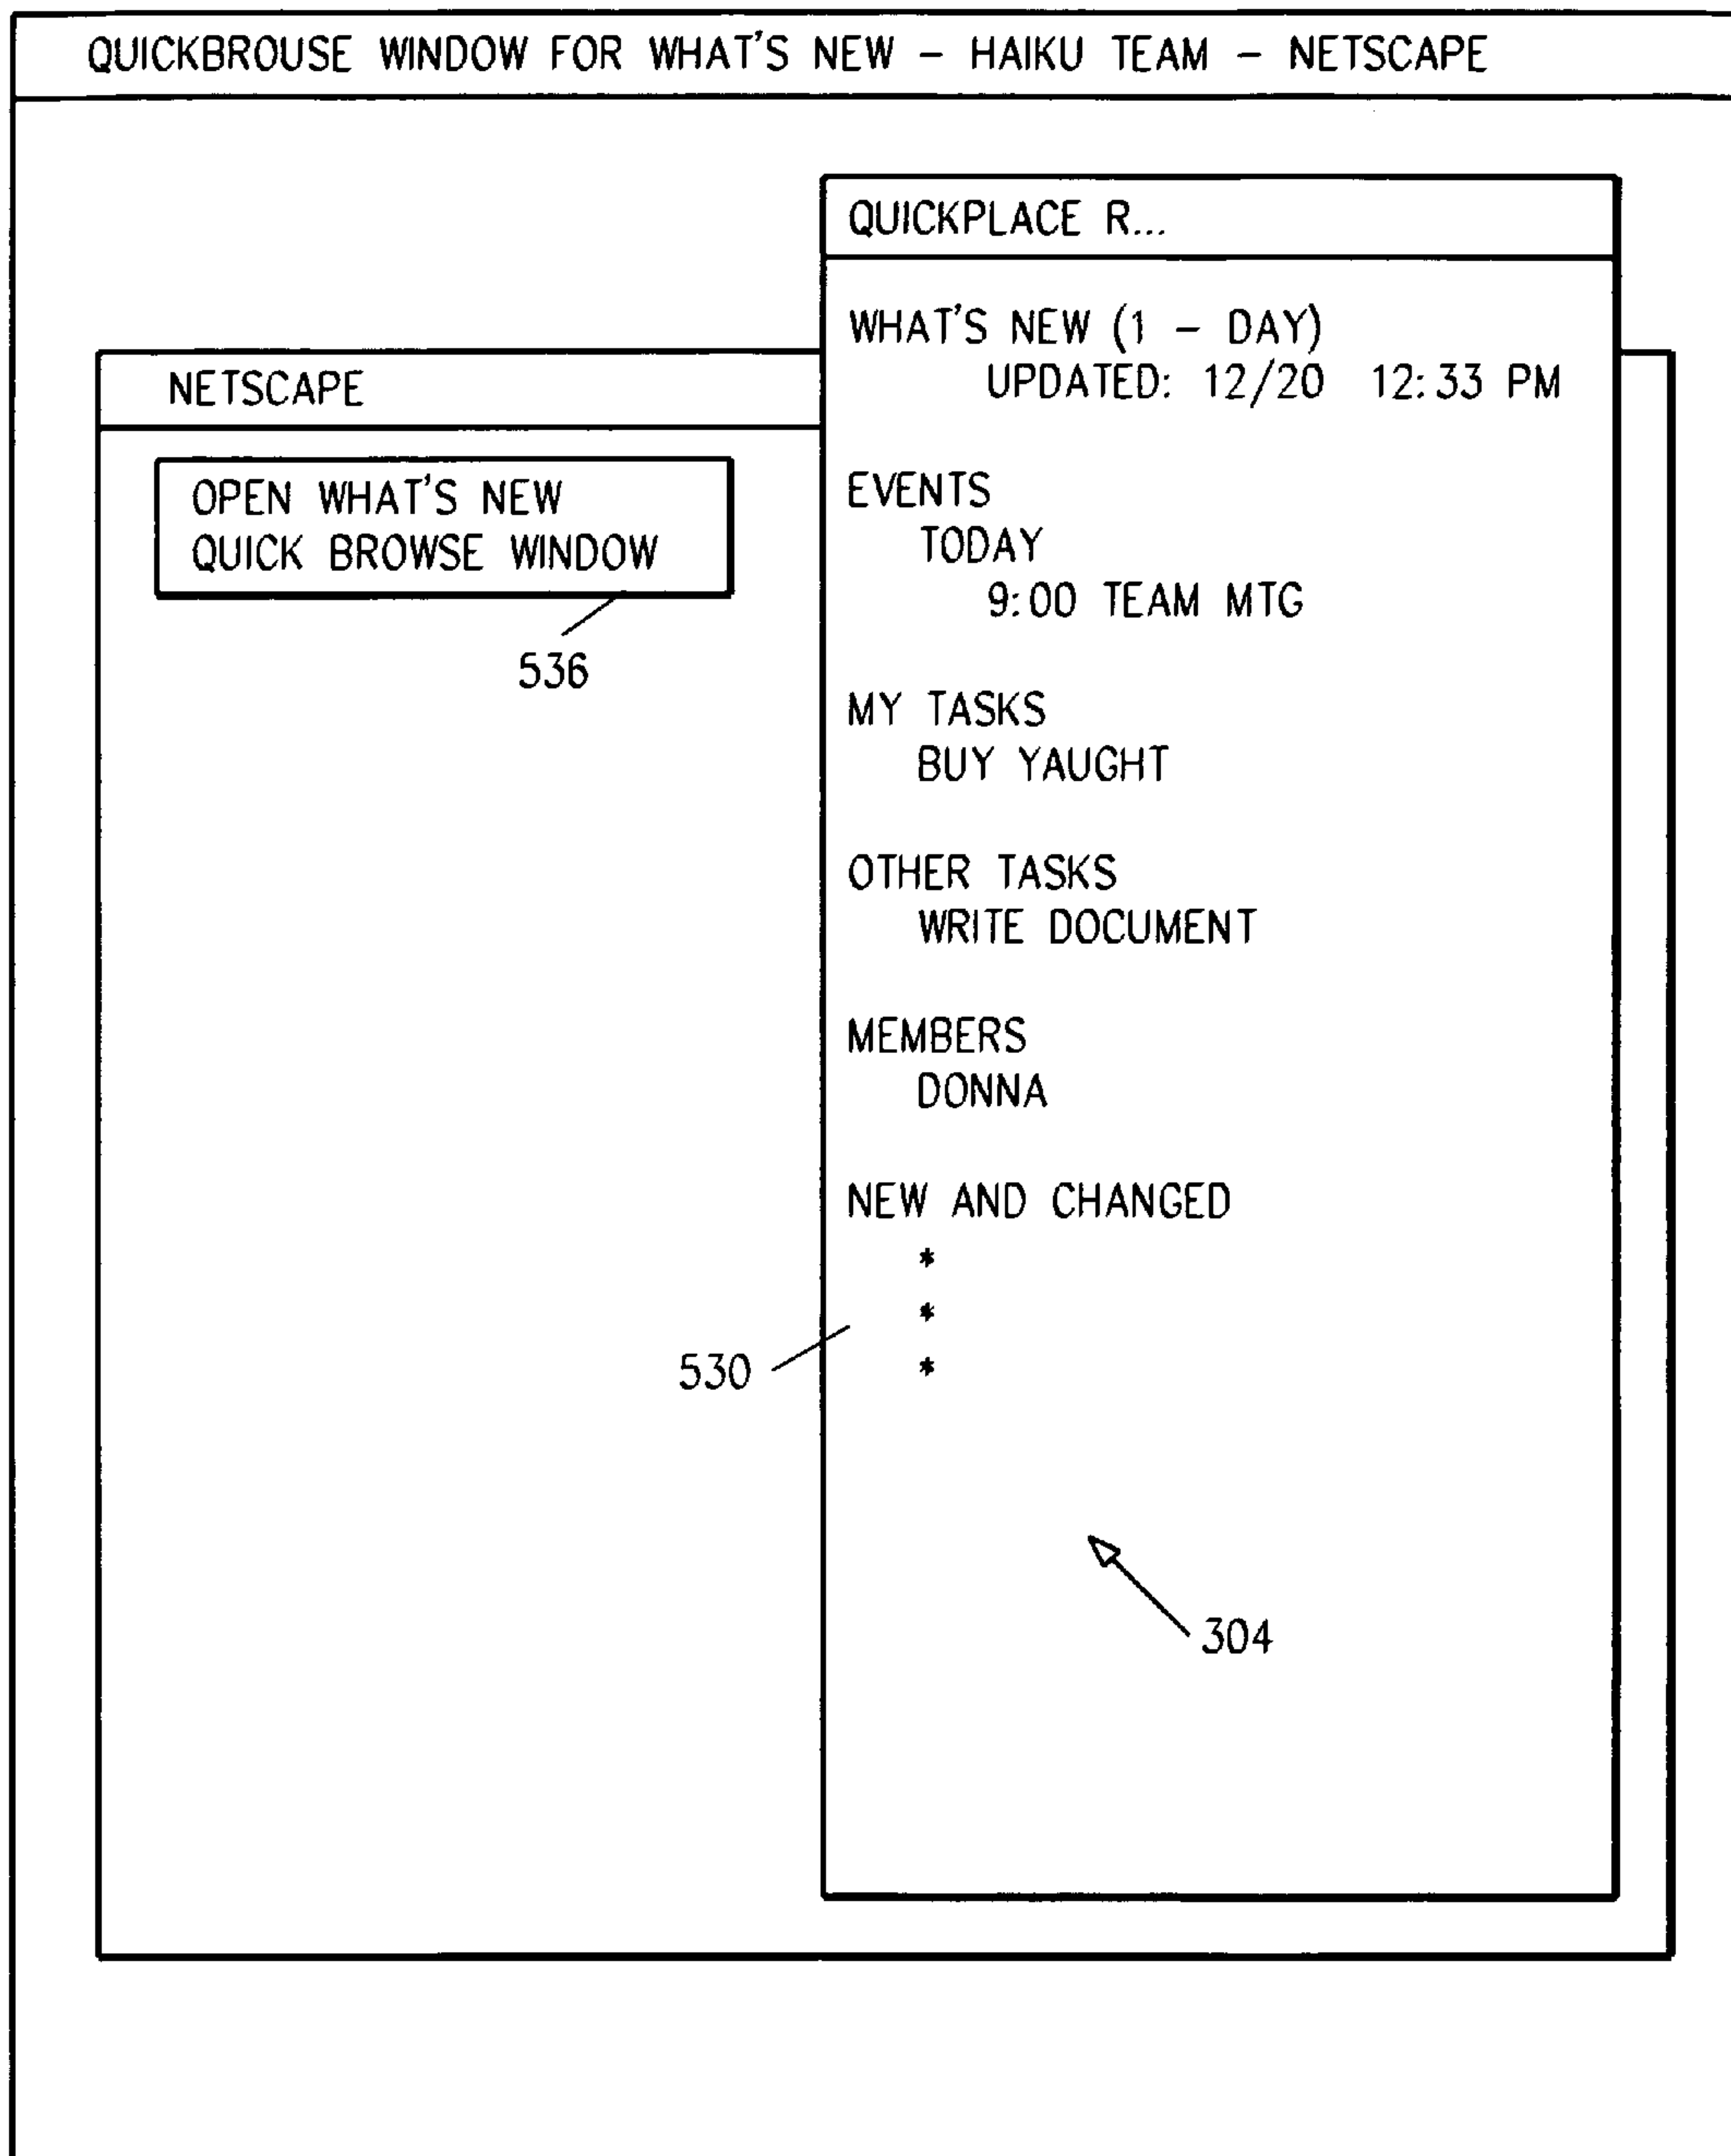 QUICKBROUSE WINDOW FOR WHAT'S NEW – HAIKU TEAM – NETSCAPE
NETSCAPE
OPEN WHAT'S NEW
QUICK BROWSE WINDOW
536
QUICKPLACE R...
WHAT'S NEW (1 – DAY)
UPDATED: 12/20 12:33 PM
EVENTS
TODAY
9:00 TEAM MTG
MY TASKS
BUY YAUGHT
OTHER TASKS
WRITE DOCUMENT
MEMBERS
DONNA
NEW AND CHANGED
*
*
*
530
304